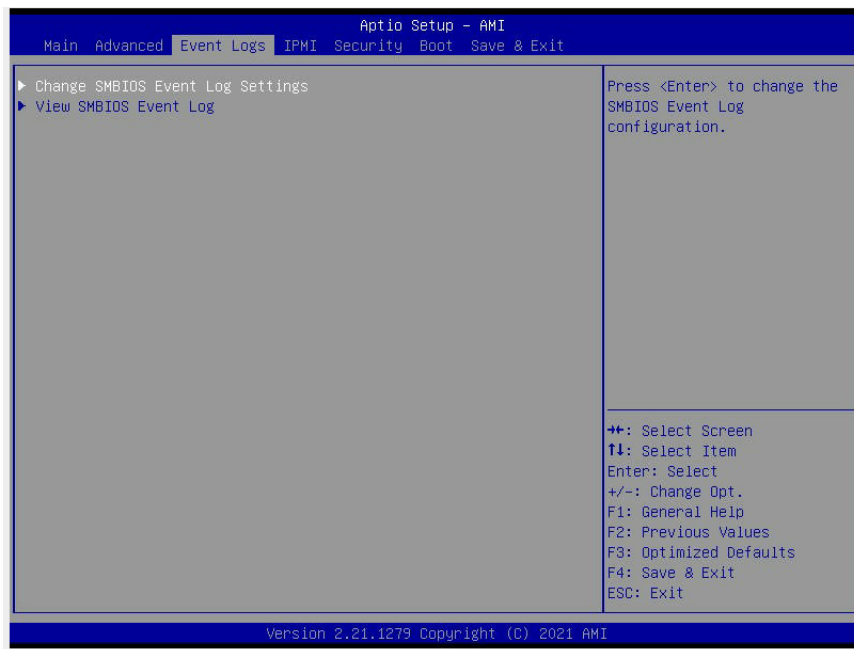 Aptio Setup – AMI
Main Advanced Event Logs IPMI Security Boot Save & Exit
▶ Change SMBIOS Event Log Settings
▶ View SMBIOS Event Log
Press <Enter> to change the
SMBIOS Event Log
configuration.
→←: Select Screen
↑↓: Select Item
Enter: Select
+/-: Change Opt.
F1: General Help
F2: Previous Values
F3: Optimized Defaults
F4: Save & Exit
ESC: Exit
Version 2.21.1279 Copyright (C) 2021 AMI